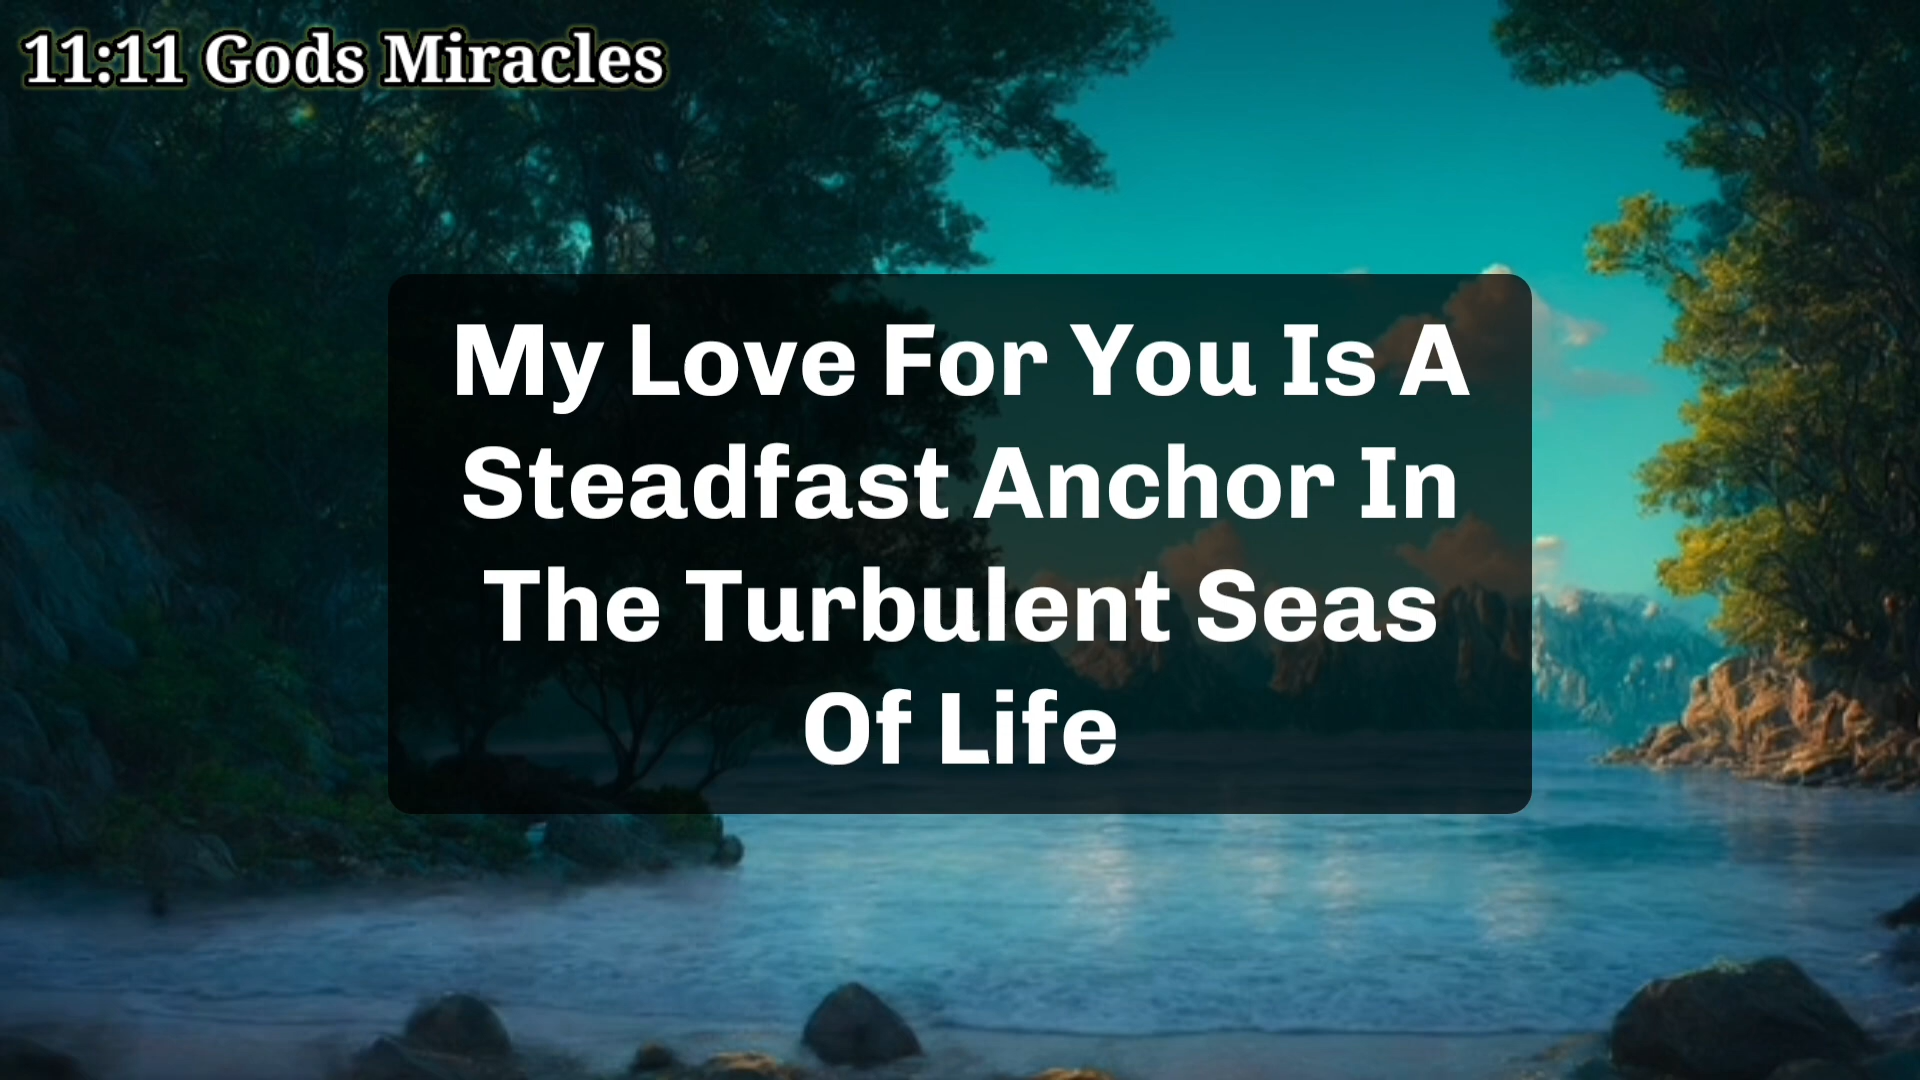 11:11 Gods Miracles
My Love For You Is A
Steadfast Anchor In
The Turbulent Seas
Of Life